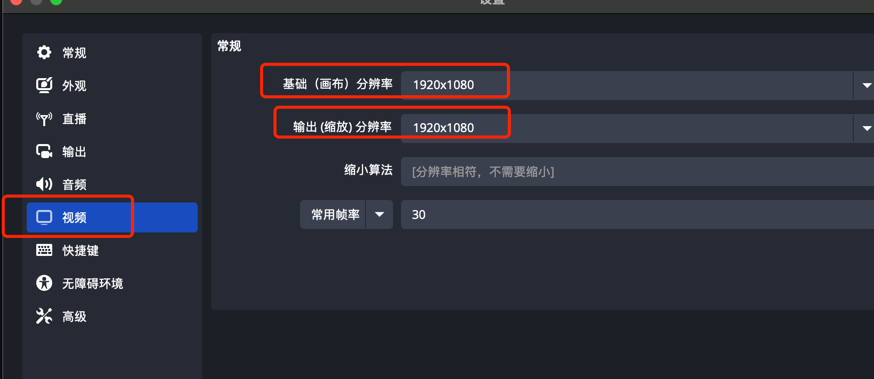 设置
常规
外观
直播
输出
音频
视频
快捷键
无障碍环境
高级
常规
基础（画布）分辨率 1920x1080
输出 (缩放) 分辨率 1920x1080
缩小算法 [分辨率相符，不需要缩小]
常用帧率 30